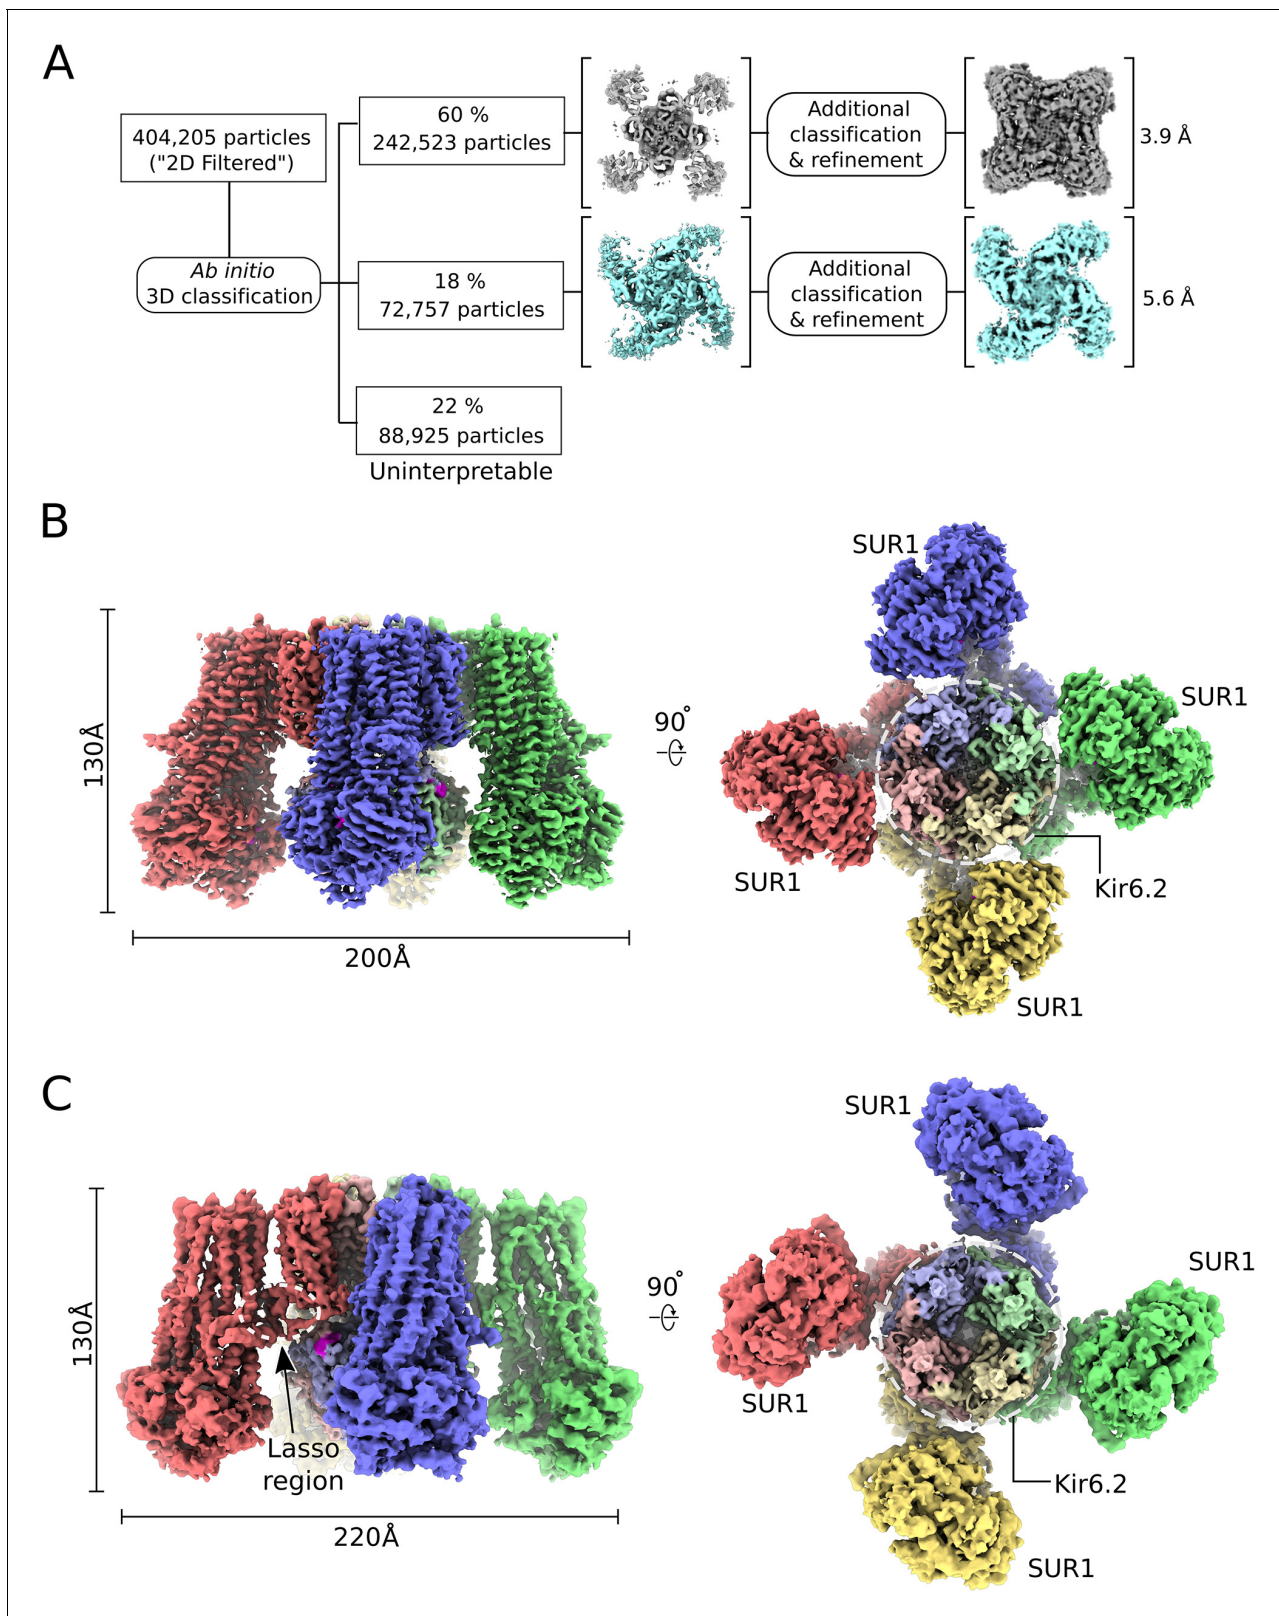 A
404,205 particles
("2D Filtered")
Ab initio
3D classification
60 %
242,523 particles
Additional
classification
& refinement
3.9 Å
18 %
72,757 particles
Additional
classification
& refinement
5.6 Å
22 %
88,925 particles
Uninterpretable
B
130Å
200Å
90°
SUR1
SUR1
SUR1
Kir6.2
SUR1
C
130Å
Lasso
region
220Å
90°
SUR1
SUR1
SUR1
Kir6.2
SUR1